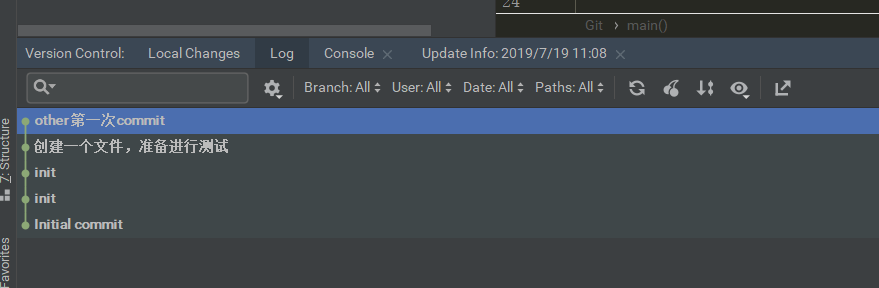 24
Git › main()
Version Control: Local Changes Log Console × Update Info: 2019/7/19 11:08 ×
Branch: All User: All Date: All Paths: All
other第一次commit
创建一个文件，准备进行测试
init
init
Initial commit
Z: Structure
Favorites